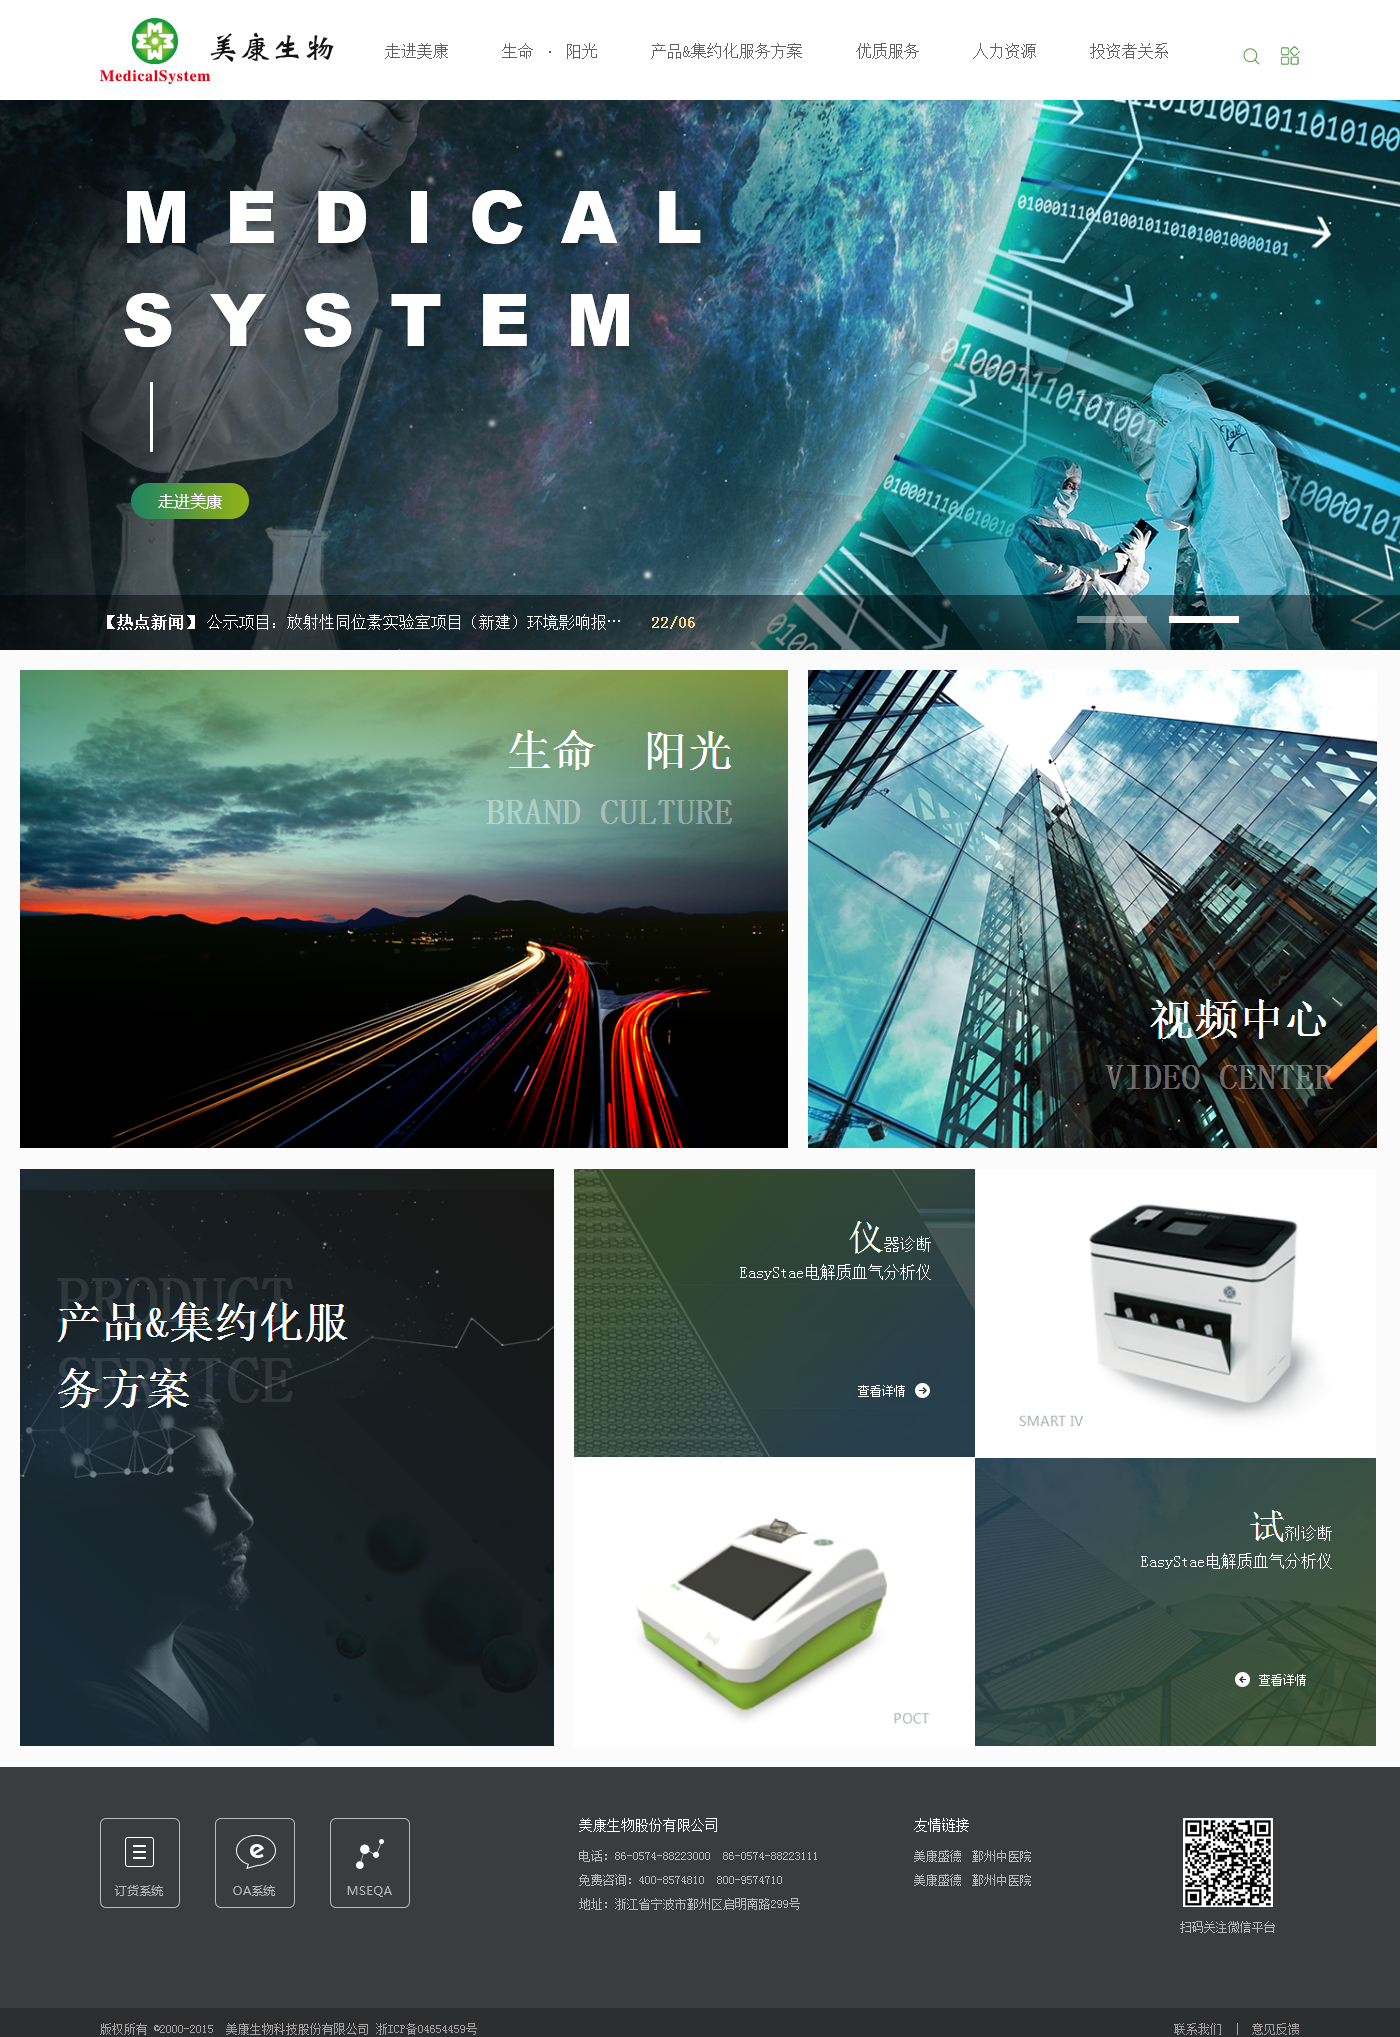 美康生物
MedicalSystem
走进美康
生命 · 阳光
产品&集约化服务方案
优质服务
人力资源
投资者关系
MEDICAL
SYSTEM
走进美康
【热点新闻】公示项目：放射性同位素实验室项目（新建）环境影响报… 22/06
生命 阳光
BRAND CULTURE
视频中心
VIDEO CENTER
PRODUCT
产品&集约化服
SERVICE
务方案
仪器诊断
EasyStae电解质血气分析仪
查看详情
SMART IV
POCT
试剂诊断
EasyStae电解质血气分析仪
查看详情
订货系统
OA系统
MSEQA
美康生物股份有限公司
电话：86-0574-88223000 86-0574-88223111
免费咨询：400-8574810 800-9574710
地址：浙江省宁波市鄞州区启明南路299号
友情链接
美康盛德 鄞州中医院
美康盛德 鄞州中医院
扫码关注微信平台
版权所有 ©2000-2015 美康生物科技股份有限公司 浙ICP备04654459号
联系我们 | 意见反馈